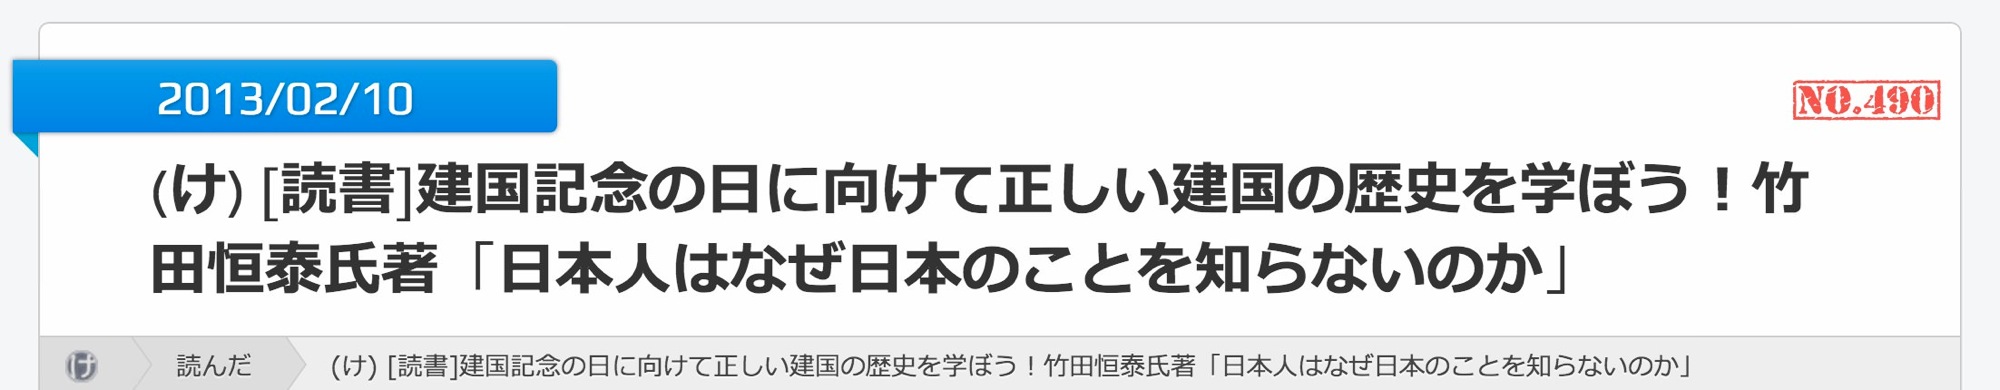 2013/02/10
NO.490
(け) [読書]建国記念の日に向けて正しい建国の歴史を学ぼう！竹
田恒泰氏著「日本人はなぜ日本のことを知らないのか」
け 読んだ (け) [読書]建国記念の日に向けて正しい建国の歴史を学ぼう！竹田恒泰氏著「日本人はなぜ日本のことを知らないのか」